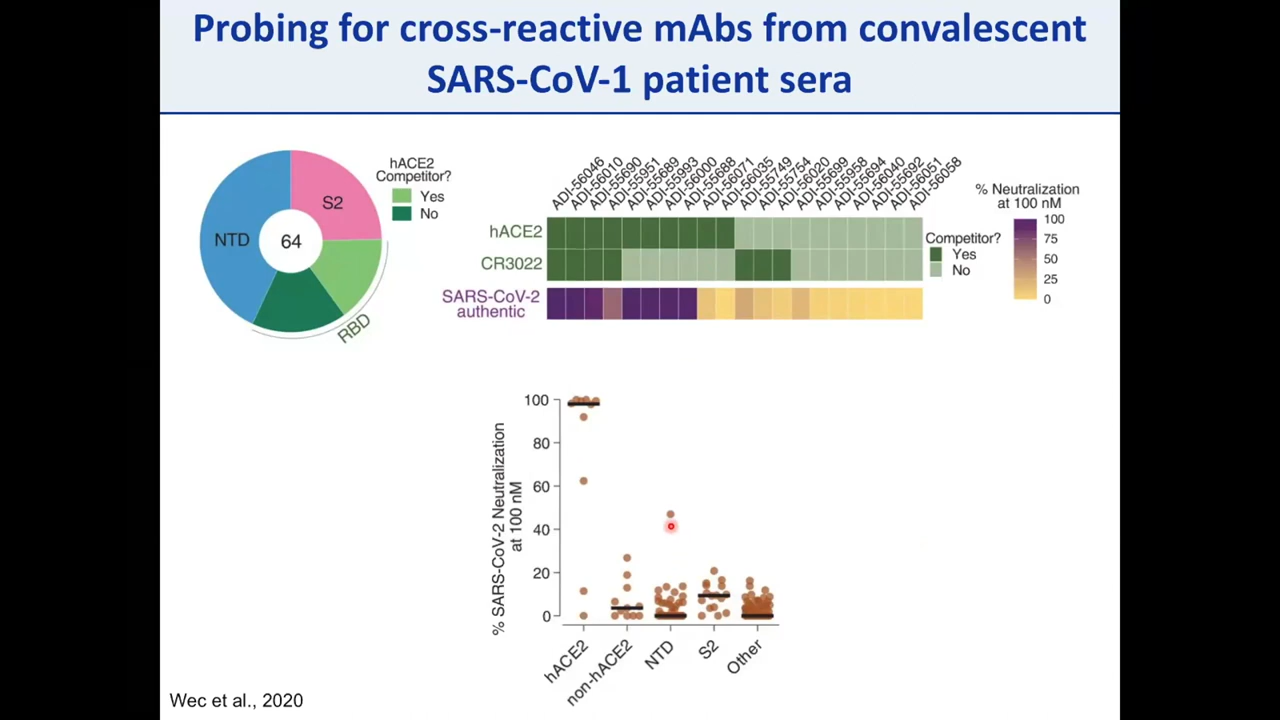 Probing for cross-reactive mAbs from convalescent
SARS-CoV-1 patient sera
NTD
S2
64
RBD
hACE2
Competitor?
Yes
No
ADI-56046
ADI-56010
ADI-55690
ADI-55951
ADI-55689
ADI-55993
ADI-56000
ADI-55688
ADI-56071
ADI-56035
ADI-55749
ADI-55754
ADI-56020
ADI-55699
ADI-55958
ADI-55694
ADI-56040
ADI-55692
ADI-56051
ADI-56058
hACE2
CR3022
SARS-CoV-2
authentic
Competitor?
Yes
No
% Neutralization
at 100 nM
100
75
50
25
0
% SARS-CoV-2 Neutralization
at 100 nM
100
80
60
40
20
0
hACE2
non-hACE2
NTD
S2
Other
Wec et al., 2020